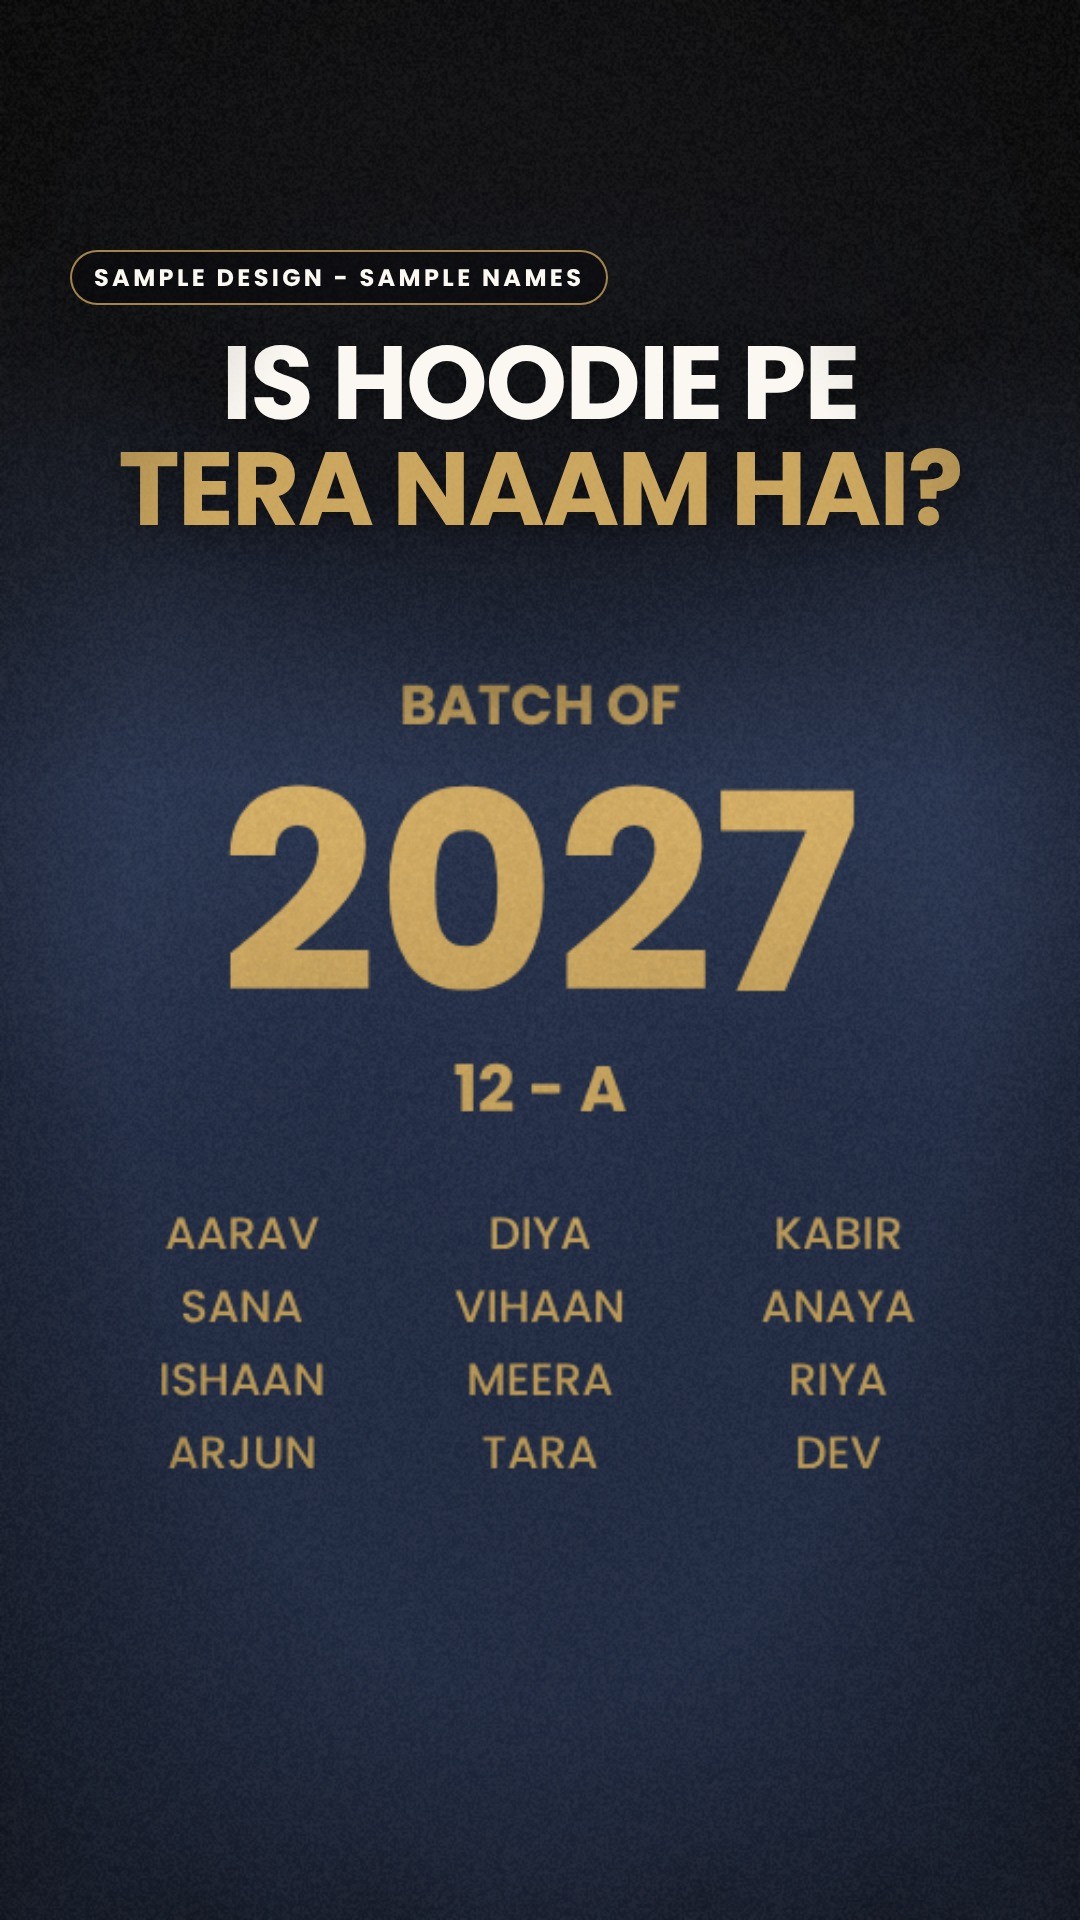 SAMPLE DESIGN - SAMPLE NAMES
IS HOODIE PE
TERA NAAM HAI?
BATCH OF
2027
12 - A
AARAV DIYA KABIR
SANA VIHAAN ANAYA
ISHAAN MEERA RIYA
ARJUN TARA DEV